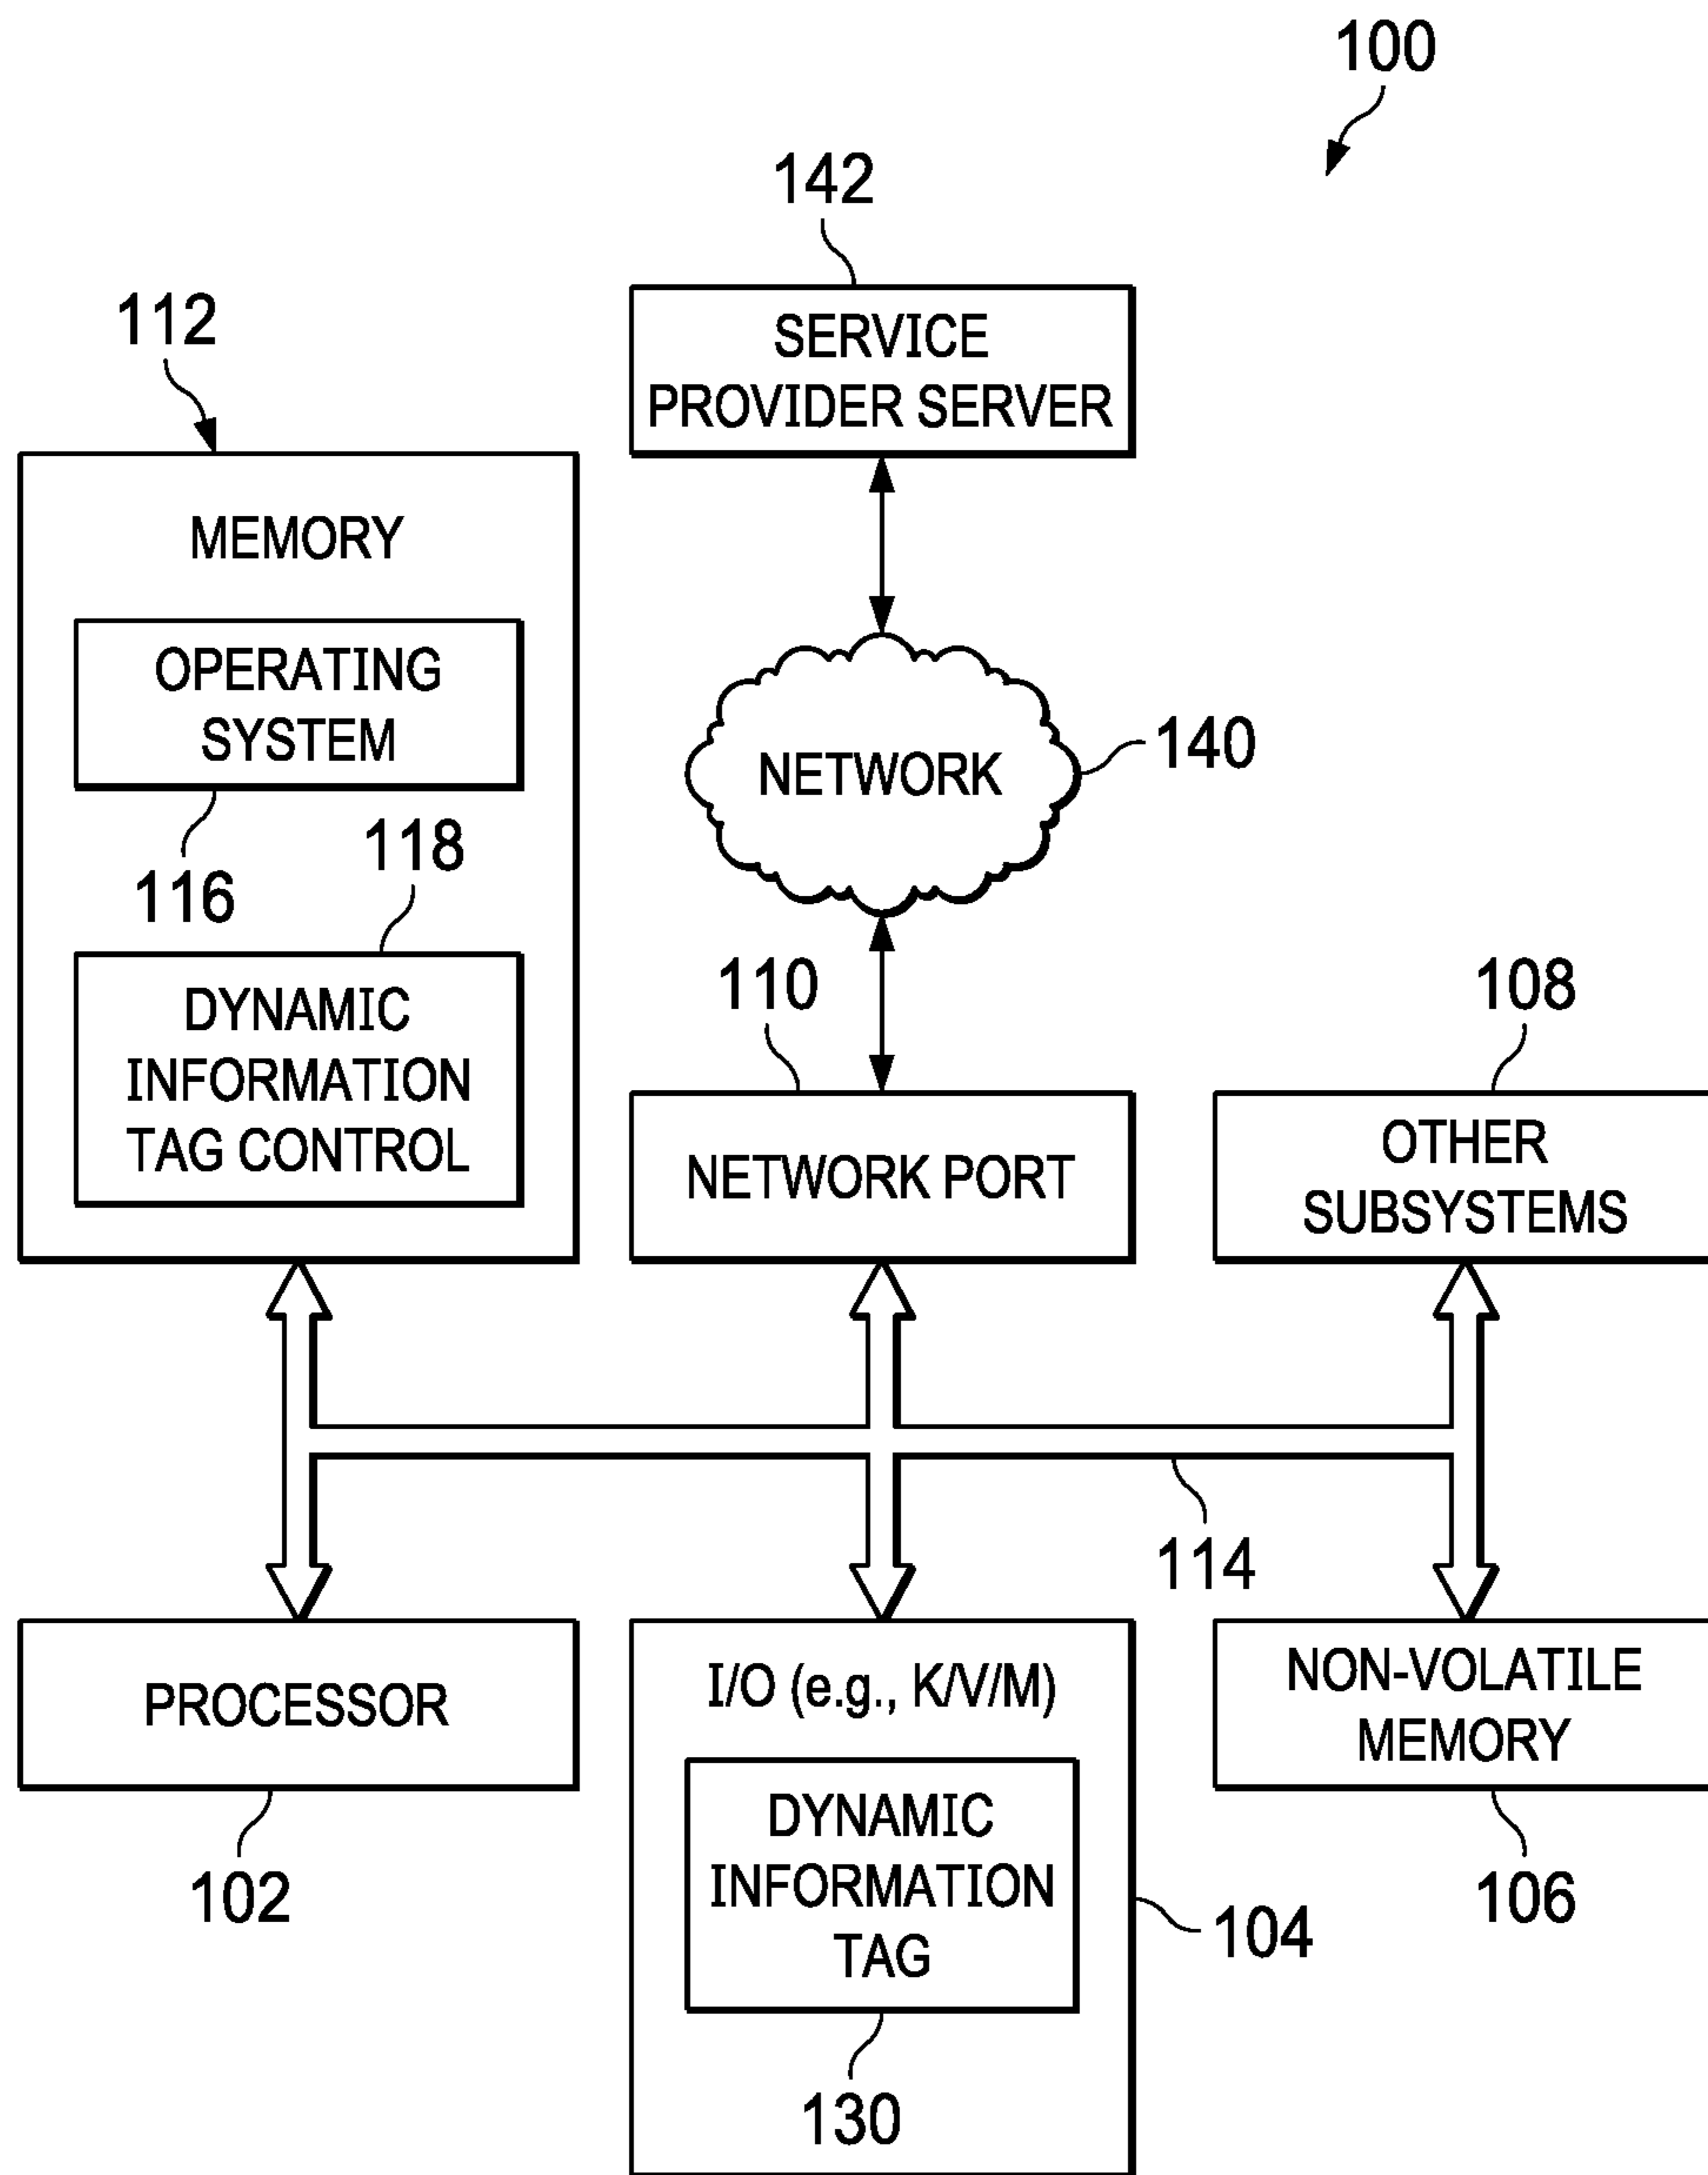 100
142
SERVICE
PROVIDER SERVER
112
MEMORY
OPERATING
SYSTEM
116
118
DYNAMIC
INFORMATION
TAG CONTROL
NETWORK
140
110
NETWORK PORT
108
OTHER
SUBSYSTEMS
114
PROCESSOR
102
I/O (e.g., K/V/M)
DYNAMIC
INFORMATION
TAG
130
104
NON-VOLATILE
MEMORY
106